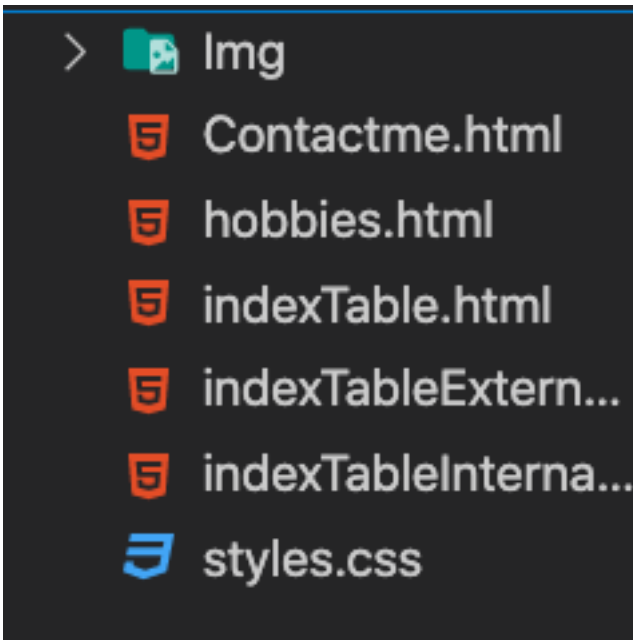 Img
Contactme.html
hobbies.html
indexTable.html
indexTableExtern...
indexTableInterna...
styles.css